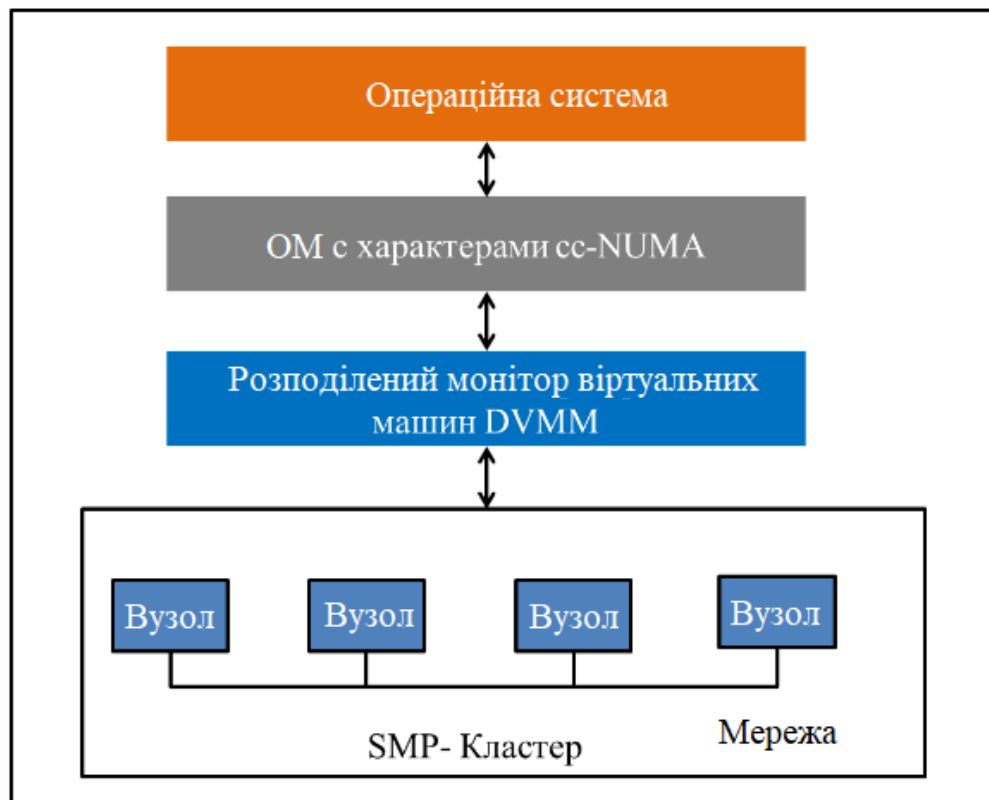 Операційна система
ОМ с характерами cc-NUMA
Розподілений монітор віртуальних
машин DVMM
Вузол Вузол Вузол Вузол
SMP- Кластер
Мережа